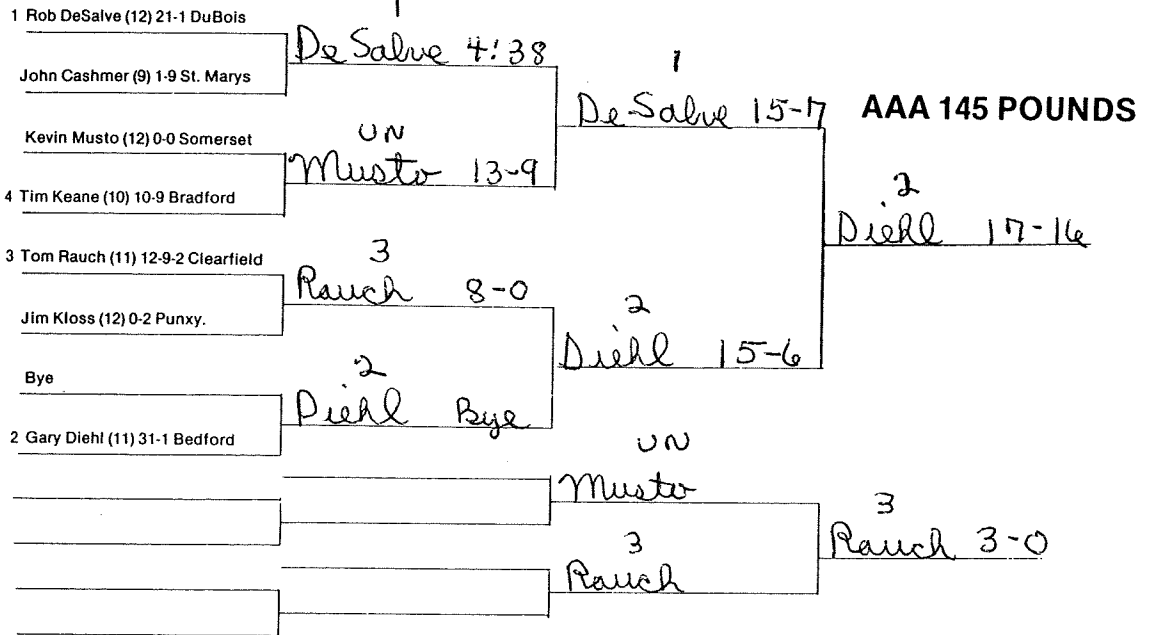 1
1 Rob DeSalve (12) 21-1 DuBois
DeSalve 4:38
John Cashmer (9) 1-9 St. Marys
1
DeSalve 15-7
AAA 145 POUNDS
Kevin Musto (12) 0-0 Somerset
UN
Musto 13-9
4 Tim Keane (10) 10-9 Bradford
2
Diehl 17-16
3 Tom Rauch (11) 12-9-2 Clearfield
3
Rauch 8-0
Jim Kloss (12) 0-2 Punxy.
2
Diehl 15-6
Bye
2
Diehl Bye
2 Gary Diehl (11) 31-1 Bedford
UN
Musto
3
Rauch 3-0
3
Rauch